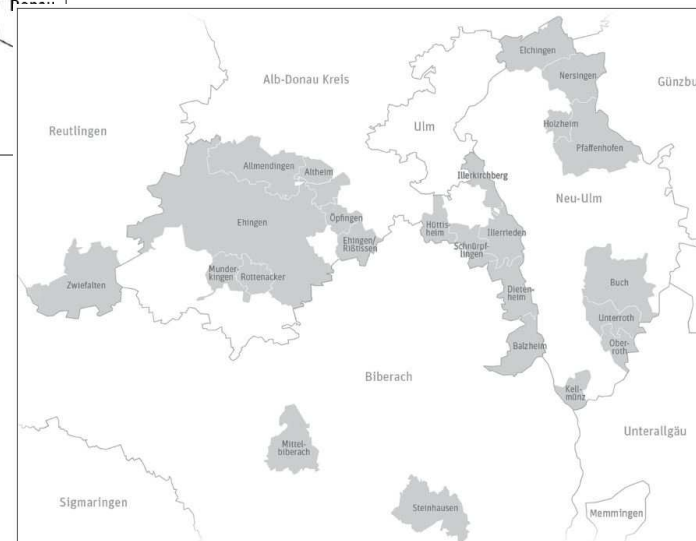 Donau
Elchingen
Nersingen
Alb-Donau Kreis
Günzbu
Reutlingen
Ulm
Holzheim
Pfaffenhofen
Allmendingen
Altheim
Illerkirchberg
Neu-Ulm
Ehingen
Öpfingen
Hüttis-
heim
Illerrieden
Ehingen/
Rißtissen
Schnürpf-
lingen
Munder-
kingen
Rottenacker
Zwiefalten
Dieten-
heim
Buch
Unterroth
Ober-
roth
Balzheim
Biberach
Kell-
münz
Unterallgäu
Mittel-
biberach
Sigmaringen
Steinhausen
Memmingen